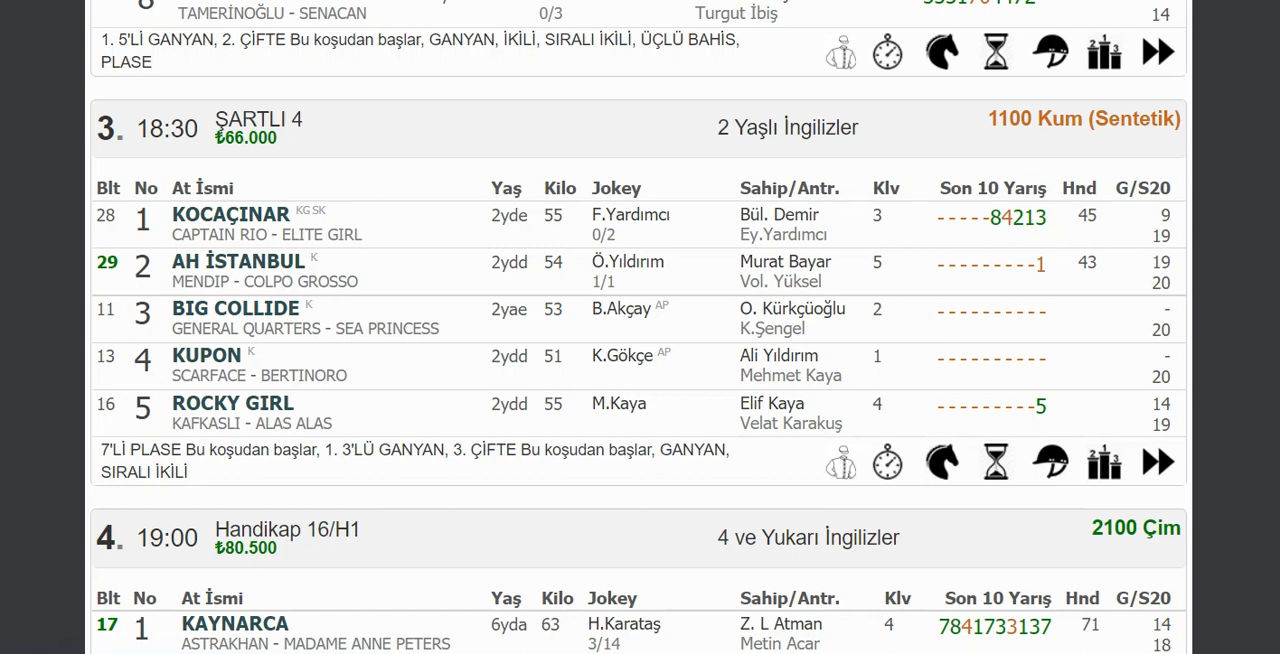 TAMERİNOĞLU - SENACAN 0/3 Turgut İbiş 14
1. 5'Lİ GANYAN, 2. ÇİFTE Bu koşudan başlar, GANYAN, İKİLİ, SIRALI İKİLİ, ÜÇLÜ BAHİS,
PLASE
3. 18:30 ŞARTLI 4 2 Yaşlı İngilizler 1100 Kum (Sentetik)
₺66.000
Blt No At İsmi Yaş Kilo Jokey Sahip/Antr. Klv Son 10 Yarış Hnd G/S20
28 1 KOCAÇINAR KG SK 2yde 55 F.Yardımcı Bül. Demir 3 -----84213 45 9
CAPTAIN RIO - ELITE GIRL 0/2 Ey.Yardımcı 19
29 2 AH İSTANBUL K 2ydd 54 Ö.Yıldırım Murat Bayar 5 ---------1 43 19
MENDIP - COLPO GROSSO 1/1 Vol. Yüksel 20
11 3 BIG COLLIDE K 2yae 53 B.Akçay AP O. Kürkçüoğlu 2 ---------- -
GENERAL QUARTERS - SEA PRINCESS K.Şengel 20
13 4 KUPON K 2ydd 51 K.Gökçe AP Ali Yıldırım 1 ---------- -
SCARFACE - BERTINORO Mehmet Kaya 20
16 5 ROCKY GIRL 2ydd 55 M.Kaya Elif Kaya 4 ---------5 14
KAFKASLI - ALAS ALAS Velat Karakuş 19
7'Lİ PLASE Bu koşudan başlar, 1. 3'LÜ GANYAN, 3. ÇİFTE Bu koşudan başlar, GANYAN,
SIRALI İKİLİ
4. 19:00 Handikap 16/H1 4 ve Yukarı İngilizler 2100 Çim
₺80.500
Blt No At İsmi Yaş Kilo Jokey Sahip/Antr. Klv Son 10 Yarış Hnd G/S20
17 1 KAYNARCA 6yda 63 H.Karataş Z. L Atman 4 7841733137 71 14
ASTRAKHAN - MADAME ANNE PETERS 3/14 Metin Acar 18